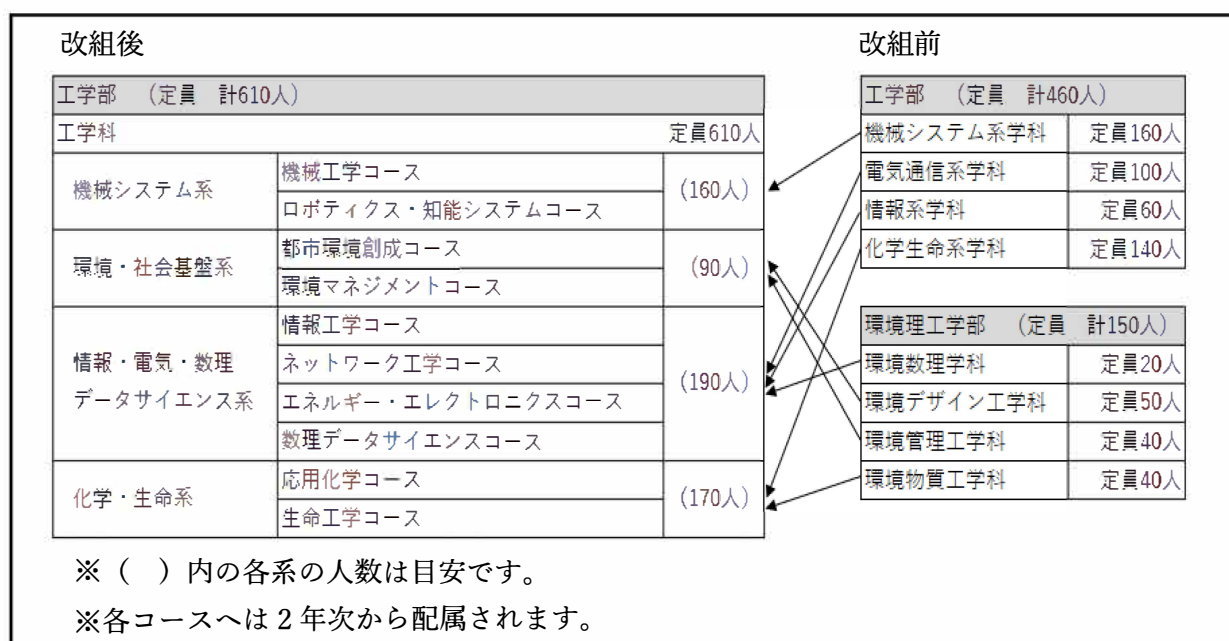 改組後
工学部 （定員 計610人）
工学科 定員610人
機械システム系
機械工学コース
ロボティクス・知能システムコース
（160人）
環境・社会基盤系
都市環境創成コース
環境マネジメントコース
（90人）
情報・電気・数理
データサイエンス系
情報工学コース
ネットワーク工学コース
エネルギー・エレクトロニクスコース
数理データサイエンスコース
（190人）
化学・生命系
応用化学コース
生命工学コース
（170人）
改組前
工学部 （定員 計460人）
機械システム系学科 定員160人
電気通信系学科 定員100人
情報系学科 定員60人
化学生命系学科 定員140人
環境理工学部 （定員 計150人）
環境数理学科 定員20人
環境デザイン工学科 定員50人
環境管理工学科 定員40人
環境物質工学科 定員40人
※（ ）内の各系の人数は目安です。
※各コースへは２年次から配属されます。